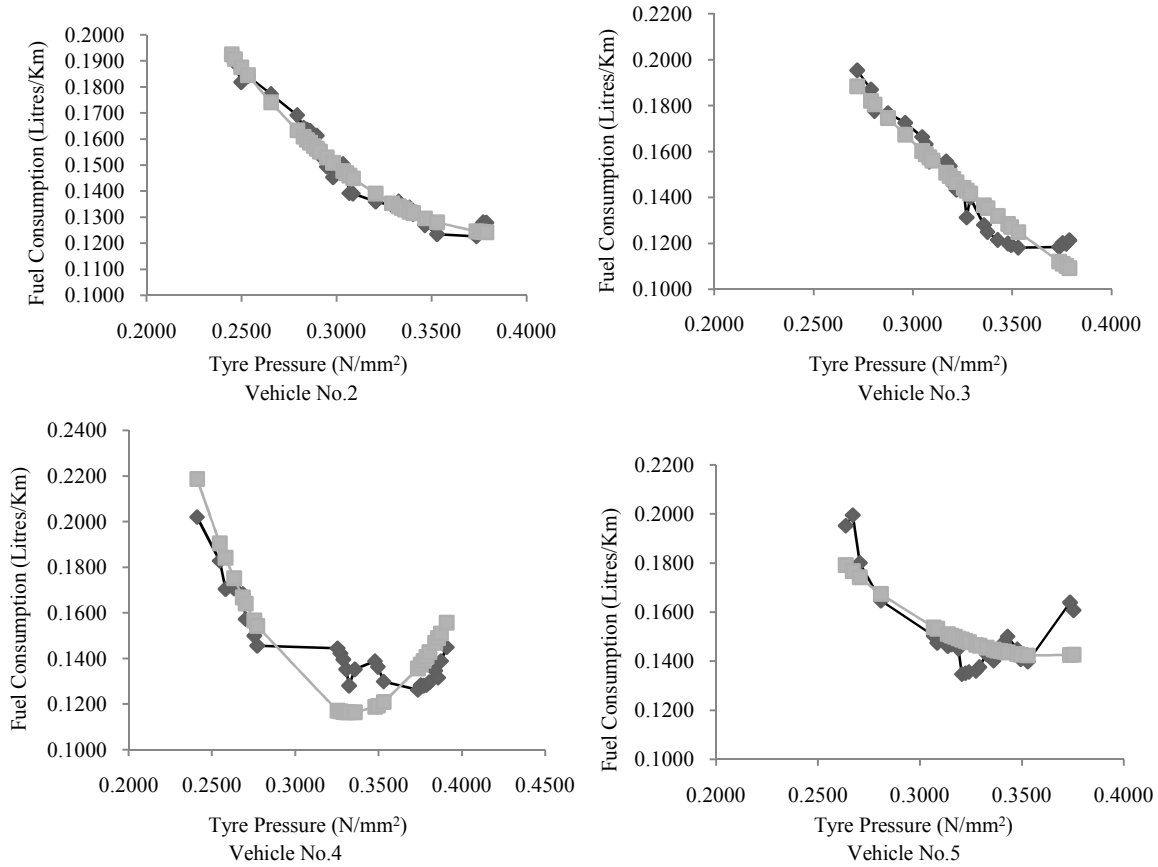 Fuel Consumption (Litres/Km)
0.2000
0.1900
0.1800
0.1700
0.1600
0.1500
0.1400
0.1300
0.1200
0.1100
0.1000
0.2000 0.2500 0.3000 0.3500 0.4000
Tyre Pressure (N/mm²)
Vehicle No.2
Fuel Consumption (Litres/Km)
0.2200
0.2000
0.1800
0.1600
0.1400
0.1200
0.1000
0.2000 0.2500 0.3000 0.3500 0.4000
Tyre Pressure (N/mm²)
Vehicle No.3
Fuel Consumption (Litres/Km)
0.2400
0.2200
0.2000
0.1800
0.1600
0.1400
0.1200
0.1000
0.2000 0.2500 0.3000 0.3500 0.4000 0.4500
Tyre Pressure (N/mm²)
Vehicle No.4
Fuel Consumption (Litres/Km)
0.2200
0.2000
0.1800
0.1600
0.1400
0.1200
0.1000
0.2000 0.2500 0.3000 0.3500 0.4000
Tyre Pressure (N/mm²)
Vehicle No.5